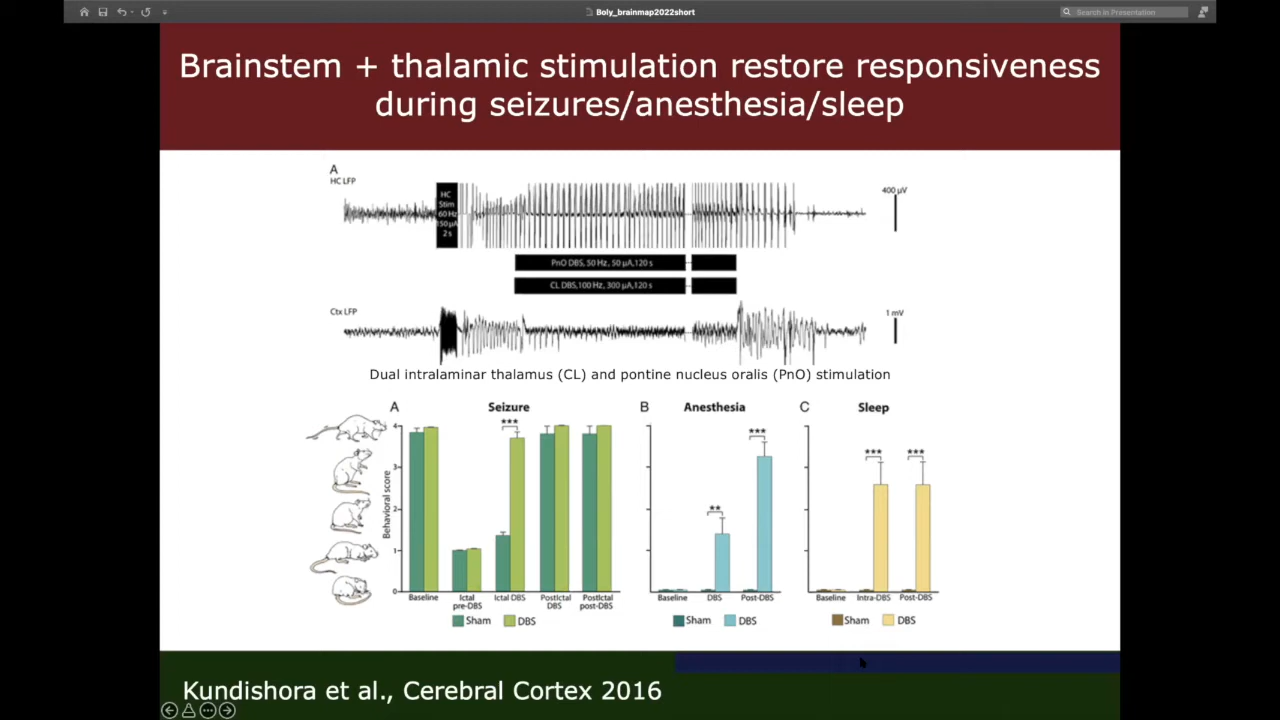 Boly_brainmap2022short
Search in Presentation
Brainstem + thalamic stimulation restore responsiveness
during seizures/anesthesia/sleep
A
HC LFP
HC
Stim
60 Hz
150 µA
2 s
400 µV
PnO DBS, 50 Hz, 50 µA,120 s
CL DBS,100 Hz, 300 µA,120 s
Ctx LFP
1 mV
Dual intralaminar thalamus (CL) and pontine nucleus oralis (PnO) stimulation
A
Seizure
Behavioral score
4
3
2
1
0
***
Baseline
Ictal
pre-DBS
Ictal DBS
PostIctal
DBS
PostIctal
post-DBS
Sham
DBS
B
Anesthesia
**
***
Baseline
DBS
Post-DBS
Sham
DBS
C
Sleep
***
***
Baseline
Intra-DBS
Post-DBS
Sham
DBS
Kundishora et al., Cerebral Cortex 2016